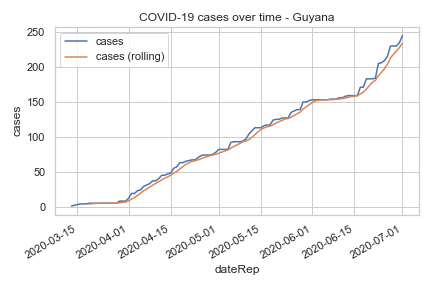 COVID-19 cases over time - Guyana
cases
cases (rolling)
250
200
150
100
50
0
cases
2020-03-15
2020-04-01
2020-04-15
2020-05-01
2020-05-15
2020-06-01
2020-06-15
2020-07-01
dateRep